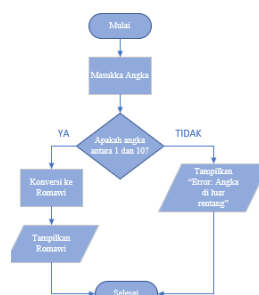 Mulai
Masukka Angka
Apakah angka
antara 1 dan 10?
YA
TIDAK
Konversi ke
Romawi
Tampilkan
"Error: Angka
di luar
rentang"
Tampilkan
Romawi
Selesai